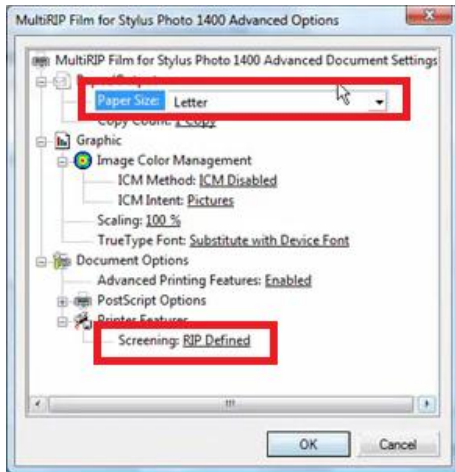 MultiRIP Film for Stylus Photo 1400 Advanced Options
MultiRIP Film for Stylus Photo 1400 Advanced Document Settings
Paper Size: Letter
Copy Count: 1 Copy
Graphic
Image Color Management
ICM Method: ICM Disabled
ICM Intent: Pictures
Scaling: 100 %
TrueType Font: Substitute with Device Font
Document Options
Advanced Printing Features: Enabled
PostScript Options
Printer Features
Screening: RIP Defined
OK Cancel